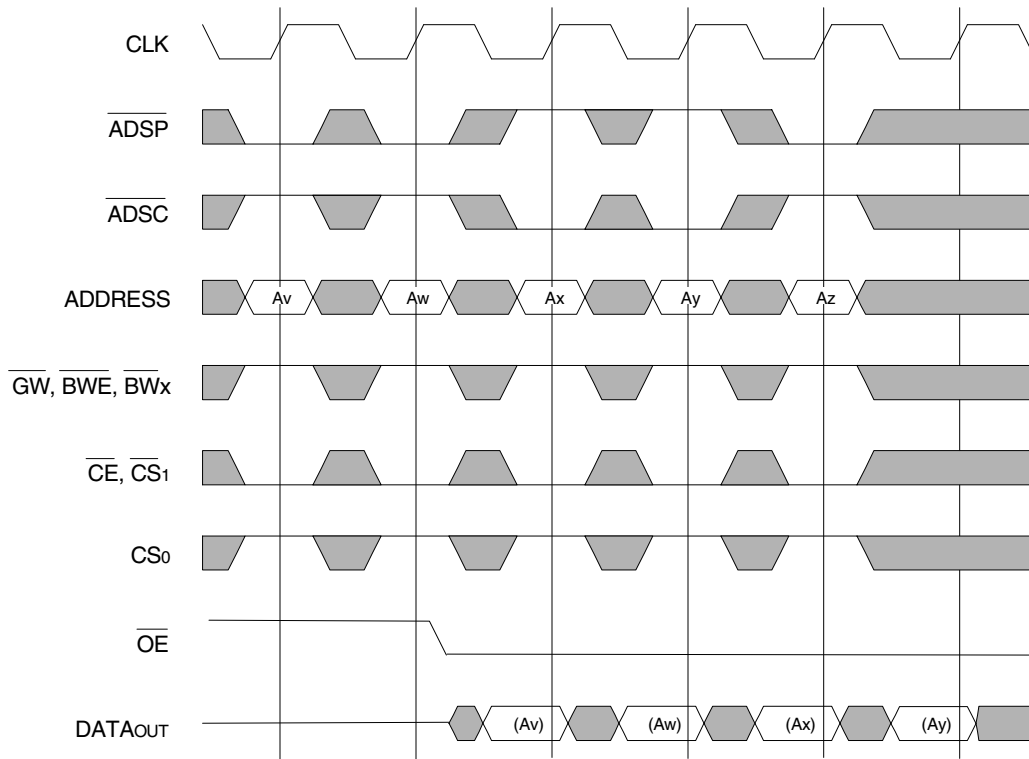 CLK
ADSP
ADSC
ADDRESS Av Aw Ax Ay Az
GW, BWE, BWx
CE, CS1
CS0
OE
DATAOUT (Av) (Aw) (Ax) (Ay)